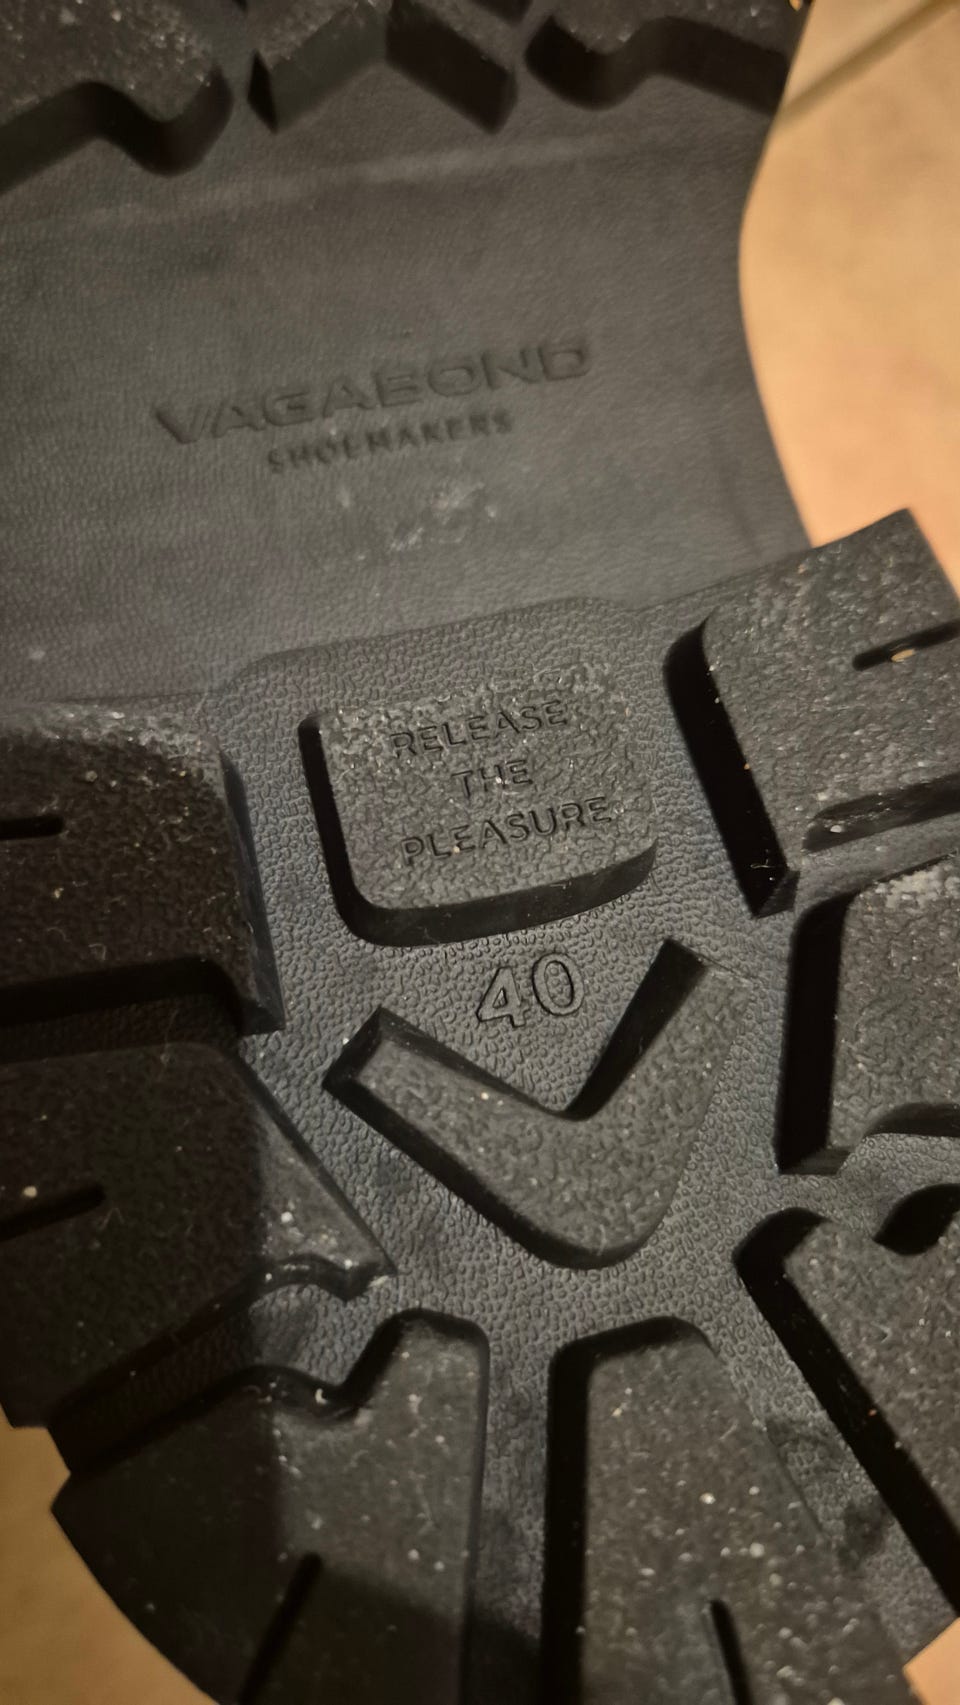 VAGABOND
SHOEMAKERS
RELEASE
THE
PLEASURE
40